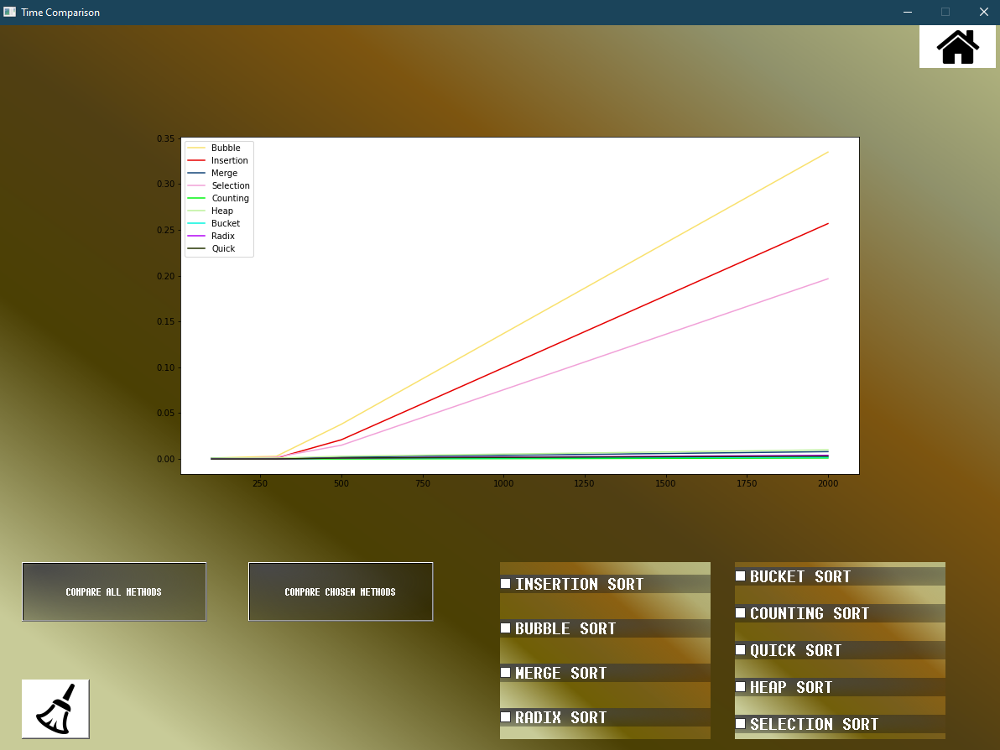 Time Comparison
0.35
0.30
0.25
0.20
0.15
0.10
0.05
0.00
Bubble
Insertion
Merge
Selection
Counting
Heap
Bucket
Radix
Quick
250 500 750 1000 1250 1500 1750 2000
COMPARE ALL METHODS
COMPARE CHOSEN METHODS
INSERTION SORT
BUBBLE SORT
MERGE SORT
RADIX SORT
BUCKET SORT
COUNTING SORT
QUICK SORT
HEAP SORT
SELECTION SORT